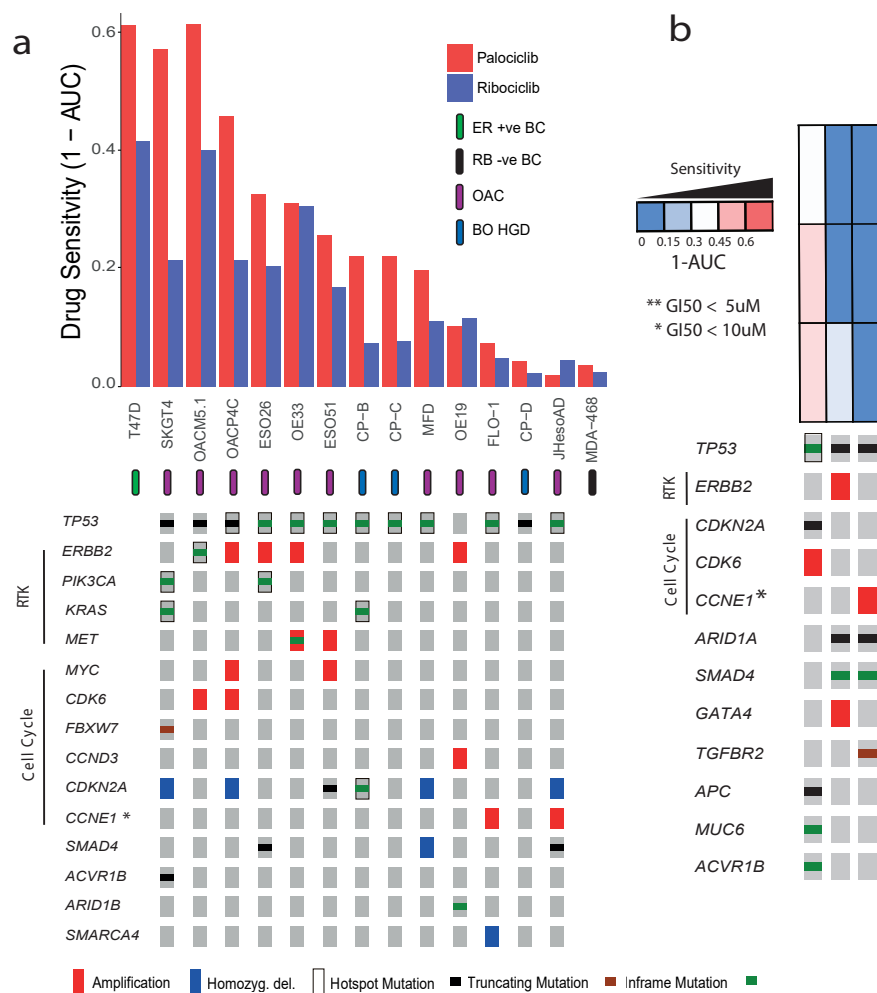 a
b
Drug Sensitivity (1 – AUC)
0.6
0.4
0.2
0.0
Palociclib
Ribociclib
ER +ve BC
RB -ve BC
OAC
BO HGD
T47D
SKGT4
OACM5.1
OACP4C
ESO26
OE33
ESO51
CP−B
CP−C
MFD
OE19
FLO−1
CP−D
JHesoAD
MDA−468
TP53
RTK
ERBB2
PIK3CA
KRAS
MET
Cell Cycle
MYC
CDK6
FBXW7
CCND3
CDKN2A
CCNE1 *
SMAD4
ACVR1B
ARID1B
SMARCA4
Amplification
Homozyg. del.
Hotspot Mutation
Truncating Mutation
Inframe Mutation
Sensitivity
0 0.15 0.3 0.45 0.6
1-AUC
** GI50 < 5uM
* GI50 < 10uM
TP53
RTK
ERBB2
Cell Cycle
CDKN2A
CDK6
CCNE1*
ARID1A
SMAD4
GATA4
TGFBR2
APC
MUC6
ACVR1B